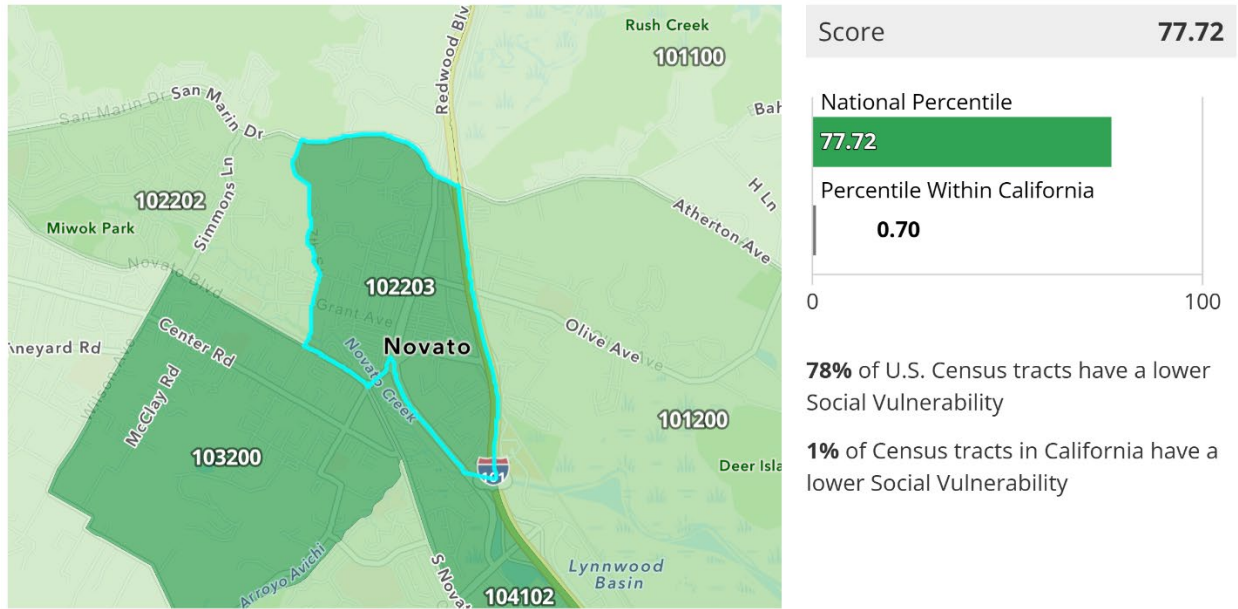 Rush Creek
101100
Redwood Blv
San Marin Dr
San Marin Dr
Bah
102202
Simmons Ln
H Ln
Miwok Park
Atherton Ave
Novato Blvd
102203
Grant Ave
Olive Ave
Center Rd
Novato
Novato Creek
McClay Rd
101200
103200
Deer Isla
101
Arroyo Avichi
S Nova
Lynnwood
Basin
104102
Score 77.72
National Percentile
77.72
Percentile Within California
0.70
0 100
78% of U.S. Census tracts have a lower
Social Vulnerability
1% of Census tracts in California have a
lower Social Vulnerability